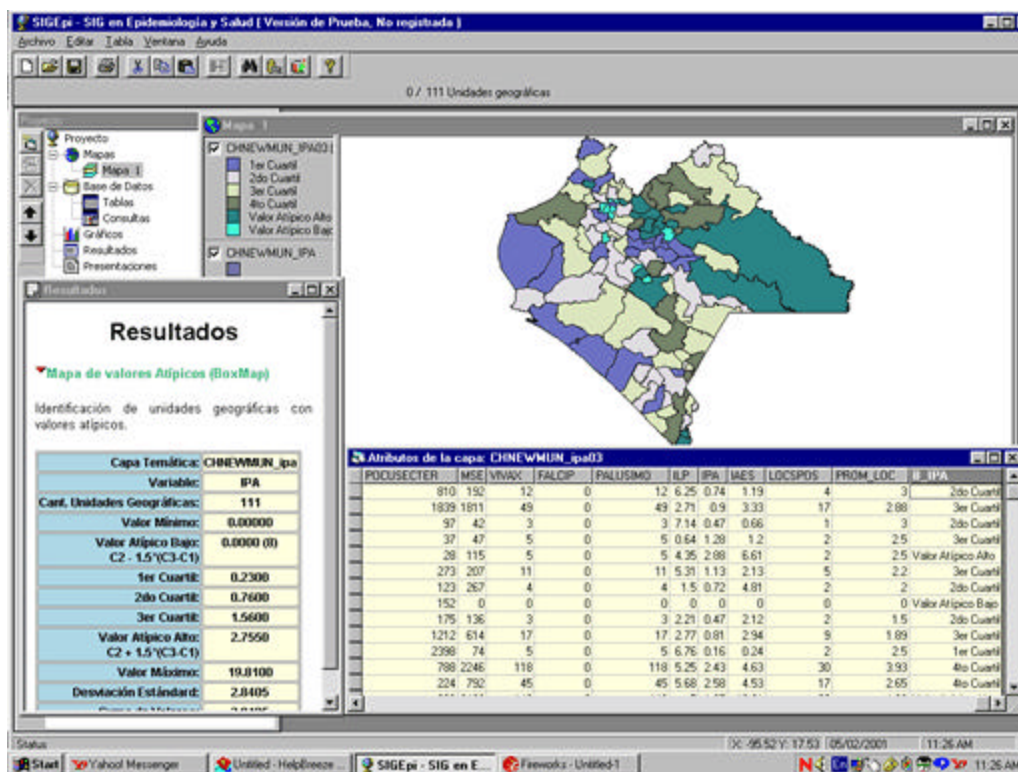 SIGEpi - SIG en Epidemiología y Salud ( Versión de Prueba, No registrada )
Archivo Editar Tabla Ventana Ayuda
0 / 111 Unidades geográficas
Proyecto
Proyecto
Mapas
Mapa 1
Base de Datos
Tablas
Consultas
Gráficos
Resultados
Presentaciones
Mapa 1
CHNEWMUN_IPA03 (
1er Cuartil
2do Cuartil
3er Cuartil
4to Cuartil
Valor Atípico Alto
Valor Atípico Bajo
CHNEWMUN_IPA
Resultados
Resultados
Mapa de valores Atípicos (BoxMap)
Identificación de unidades geográficas con
valores atípicos.
Capa Temática: CHNEWMUN_ipa
Variable: IPA
Cant. Unidades Geográficas: 111
Valor Mínimo: 0.00000
Valor Atípico Bajo: 0.0000 (8)
C2 - 1.5*(C3-C1)
1er Cuartil: 0.2300
2do Cuartil: 0.7600
3er Cuartil: 1.5600
Valor Atípico Alto: 2.7550
C2 + 1.5*(C3-C1)
Valor Máximo: 19.8100
Desviación Estándard: 2.8405
Atributos de la capa: CHNEWMUN_ipa03
POCUSECTER MSE VIVAX FALCIP PALUSIMO ILP IPA IAES LOCSPOS PROM_LOC IPA
810 192 12 0 12 6.25 0.74 1.19 4 3 2do Cuartil
1839 1811 49 0 49 2.71 0.9 3.33 17 2.88 3er Cuartil
97 42 3 0 3 7.14 0.47 0.66 1 3 2do Cuartil
37 47 5 0 5 0.64 1.28 1.2 2 2.5 3er Cuartil
28 115 5 0 5 4.35 2.88 6.61 2 2.5 Valor Atípico Alto
273 207 11 0 11 5.31 1.13 2.13 5 2.2 3er Cuartil
123 267 4 0 4 1.5 0.72 4.81 2 2 2do Cuartil
152 0 0 0 0 0 0 0 0 0 Valor Atípico Bajo
175 136 3 0 3 2.21 0.47 2.12 2 1.5 2do Cuartil
1212 614 17 0 17 2.77 0.81 2.94 9 1.89 3er Cuartil
2398 74 5 0 5 6.76 0.16 0.24 2 2.5 1er Cuartil
788 2246 118 0 118 5.25 2.43 4.63 30 3.93 4to Cuartil
224 792 45 0 45 5.68 2.58 4.53 17 2.65 4to Cuartil
Status
X: -95.52 Y: 17.53 05/02/2001 11:26 AM
Start Yahoo! Messenger Untitled - HelpBreeze ... SIGEpi - SIG en E... Fireworks - Untitled-1 En 11:26 AM